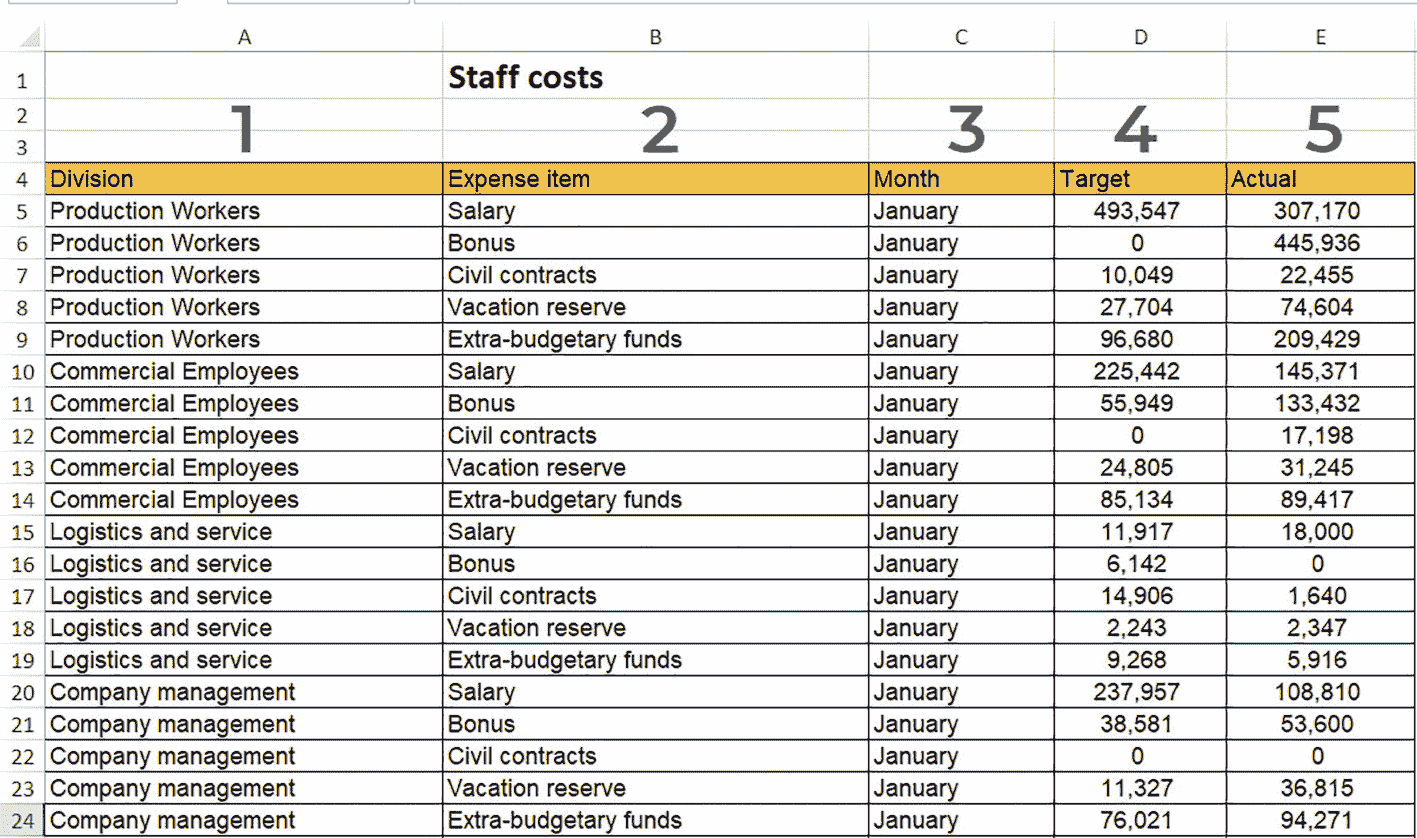 A B C D E
1 Staff costs
2
3
1 2 3 4 5
4 Division Expense item Month Target Actual
5 Production Workers Salary January 493,547 307,170
6 Production Workers Bonus January 0 445,936
7 Production Workers Civil contracts January 10,049 22,455
8 Production Workers Vacation reserve January 27,704 74,604
9 Production Workers Extra-budgetary funds January 96,680 209,429
10 Commercial Employees Salary January 225,442 145,371
11 Commercial Employees Bonus January 55,949 133,432
12 Commercial Employees Civil contracts January 0 17,198
13 Commercial Employees Vacation reserve January 24,805 31,245
14 Commercial Employees Extra-budgetary funds January 85,134 89,417
15 Logistics and service Salary January 11,917 18,000
16 Logistics and service Bonus January 6,142 0
17 Logistics and service Civil contracts January 14,906 1,640
18 Logistics and service Vacation reserve January 2,243 2,347
19 Logistics and service Extra-budgetary funds January 9,268 5,916
20 Company management Salary January 237,957 108,810
21 Company management Bonus January 38,581 53,600
22 Company management Civil contracts January 0 0
23 Company management Vacation reserve January 11,327 36,815
24 Company management Extra-budgetary funds January 76,021 94,271